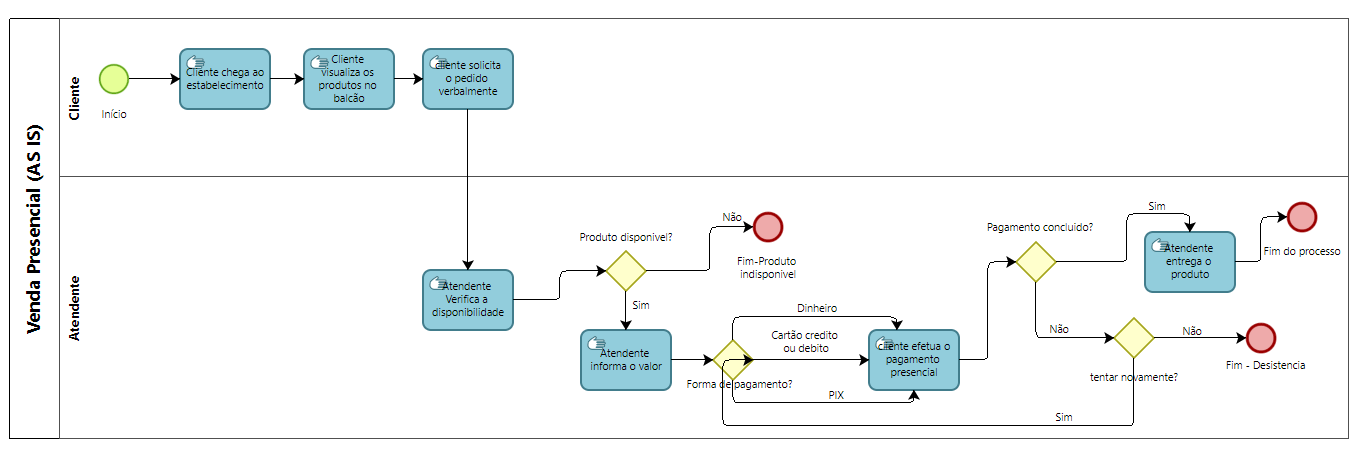 Venda Presencial (AS IS)
Cliente
Início
Cliente chega ao
estabelecimento
Cliente
visualiza os
produtos no
balcão
cliente solicita
o pedido
verbalmente
Atendente
Atendente
Verifica a
disponibilidade
Produto disponivel?
Não
Fim-Produto
indisponivel
Sim
Atendente
informa o valor
Forma de pagamento?
Dinheiro
Cartão credito
ou debito
PIX
cliente efetua o
pagamento
presencial
Pagamento concluido?
Sim
Atendente
entrega o
produto
Fim do processo
Não
tentar novamente?
Não
Fim - Desistencia
Sim